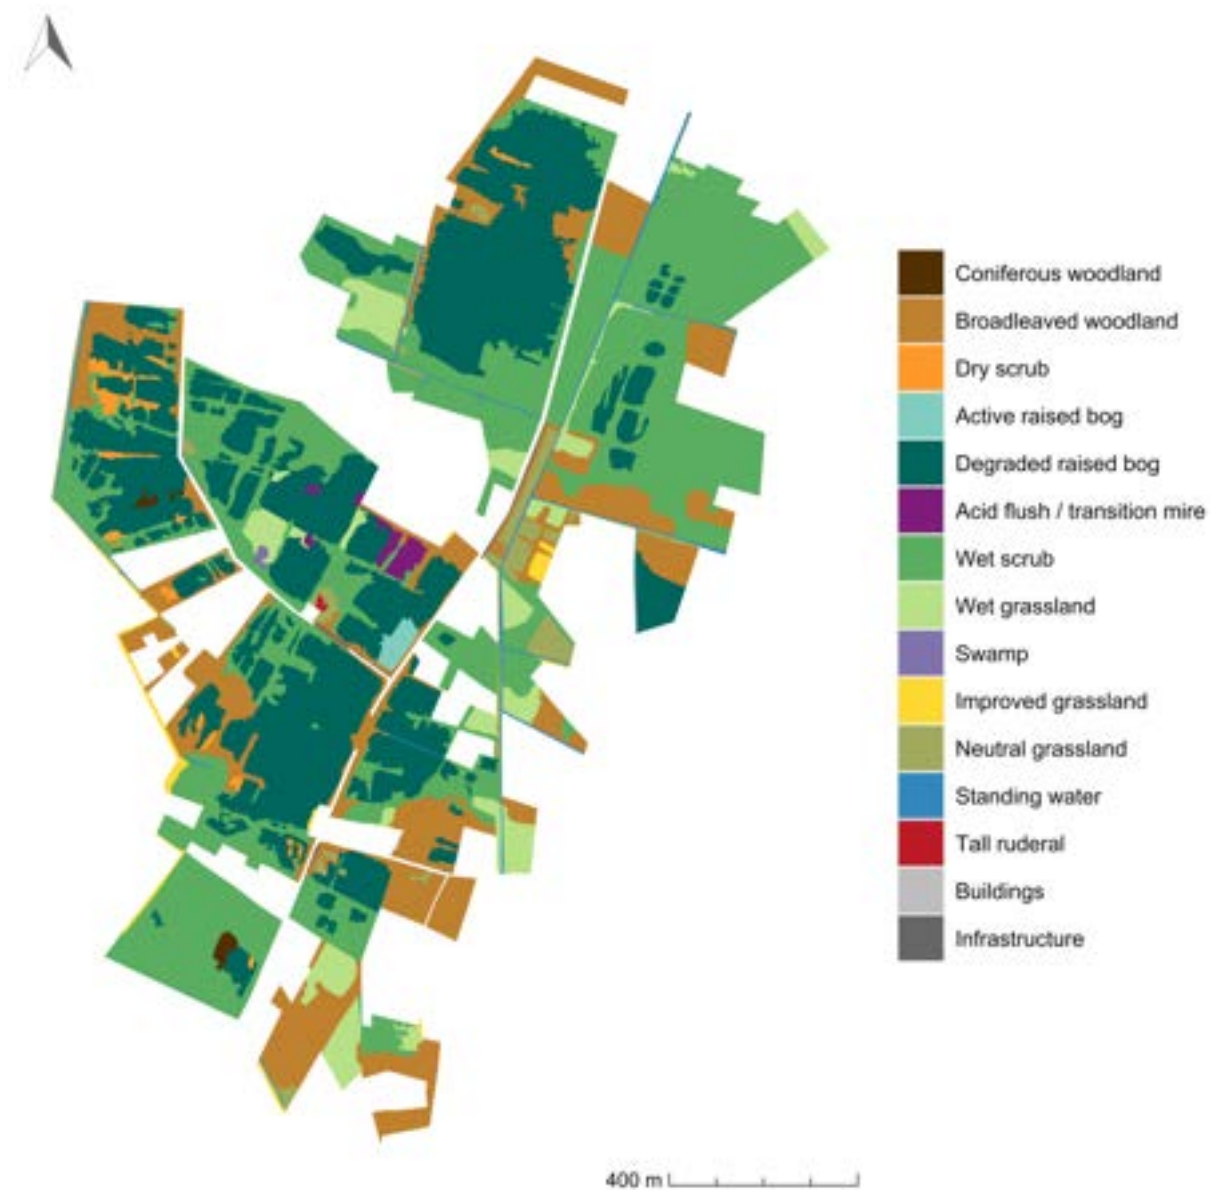 Coniferous woodland
Broadleaved woodland
Dry scrub
Active raised bog
Degraded raised bog
Acid flush / transition mire
Wet scrub
Wet grassland
Swamp
Improved grassland
Neutral grassland
Standing water
Tall ruderal
Buildings
Infrastructure
400 m